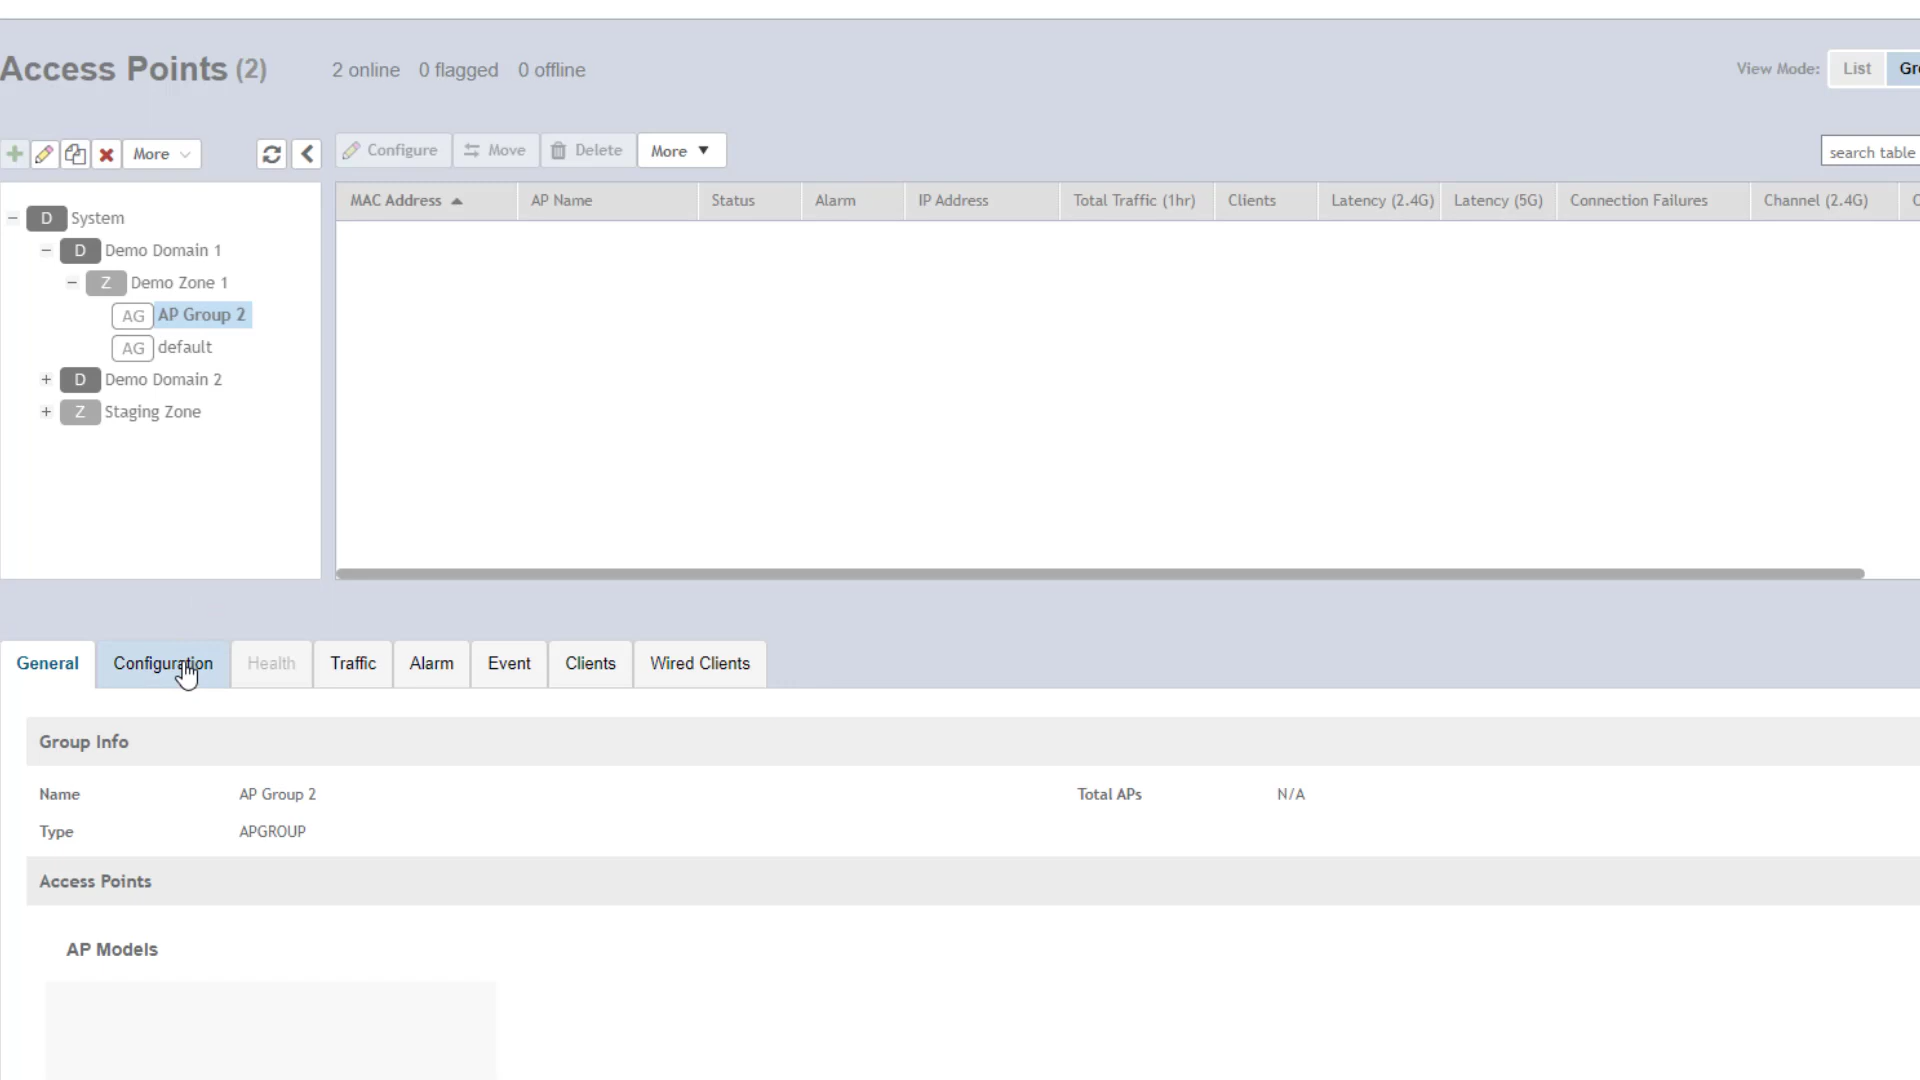 Access Points (2) 2 online 0 flagged 0 offline View Mode: List
More Configure Move Delete More search table
MAC Address AP Name Status Alarm IP Address Total Traffic (1hr) Clients Latency (2.4G) Latency (5G) Connection Failures Channel (2.4G)
D System
D Demo Domain 1
Z Demo Zone 1
AG AP Group 2
AG default
D Demo Domain 2
Z Staging Zone
General Configuration Health Traffic Alarm Event Clients Wired Clients
Group Info
Name AP Group 2 Total APs N/A
Type APGROUP
Access Points
AP Models